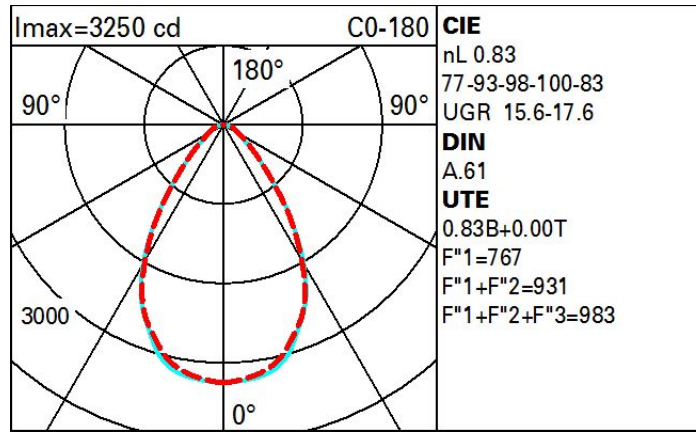 Imax=3250 cd C0-180
180°
90° 90°
3000
0°
CIE
nL 0.83
77-93-98-100-83
UGR 15.6-17.6
DIN
A.61
UTE
0.83B+0.00T
F"1=767
F"1+F"2=931
F"1+F"2+F"3=983